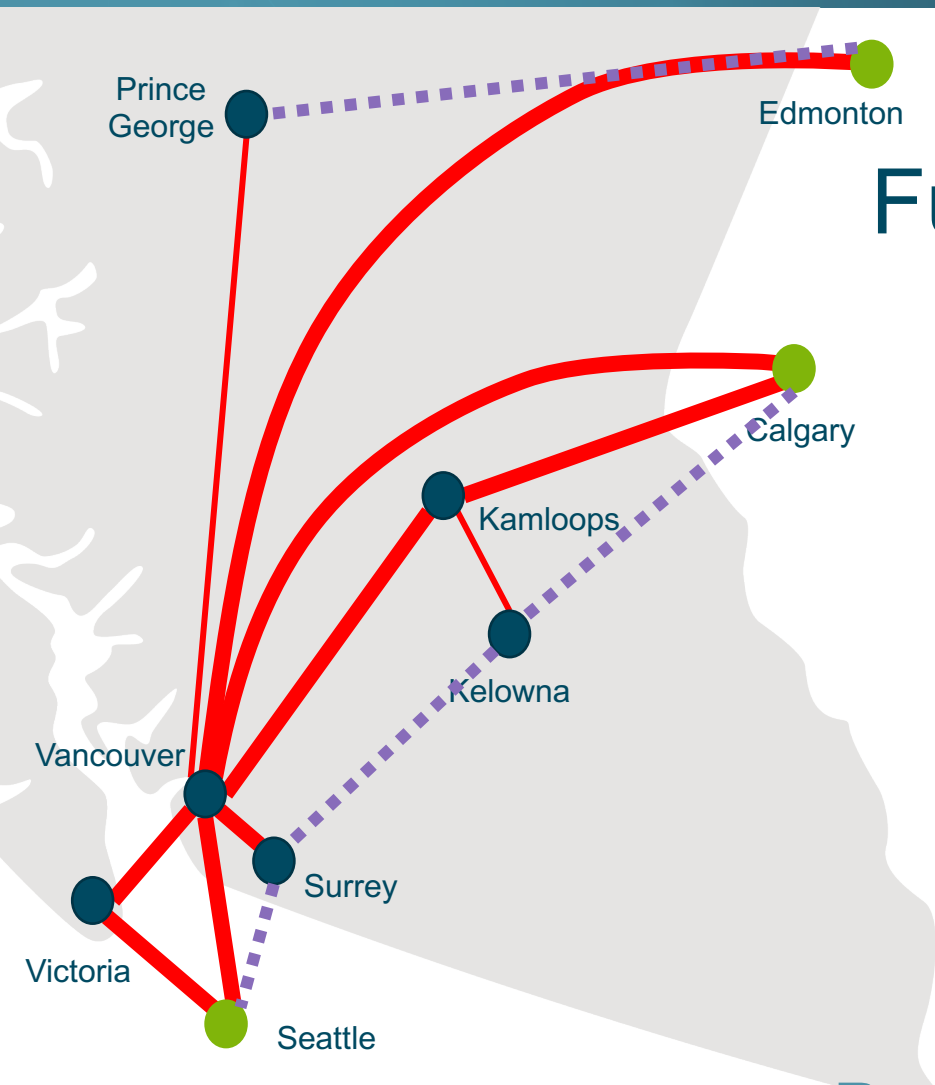 Prince
George
Edmonton
Calgary
Kamloops
Kelowna
Vancouver
Surrey
Victoria
Seattle